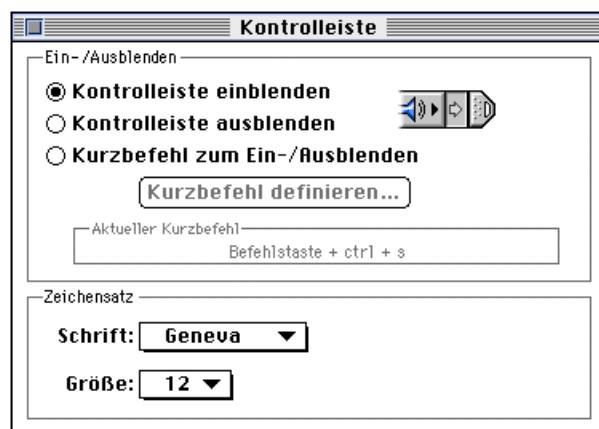 Kontrolleiste
Ein-/Ausblenden
Kontrolleiste einblenden
Kontrolleiste ausblenden
Kurzbefehl zum Ein-/Ausblenden
Kurzbefehl definieren...
Aktueller Kurzbefehl
Befehlstaste + ctrl + s
Zeichensatz
Schrift: Geneva
Größe: 12